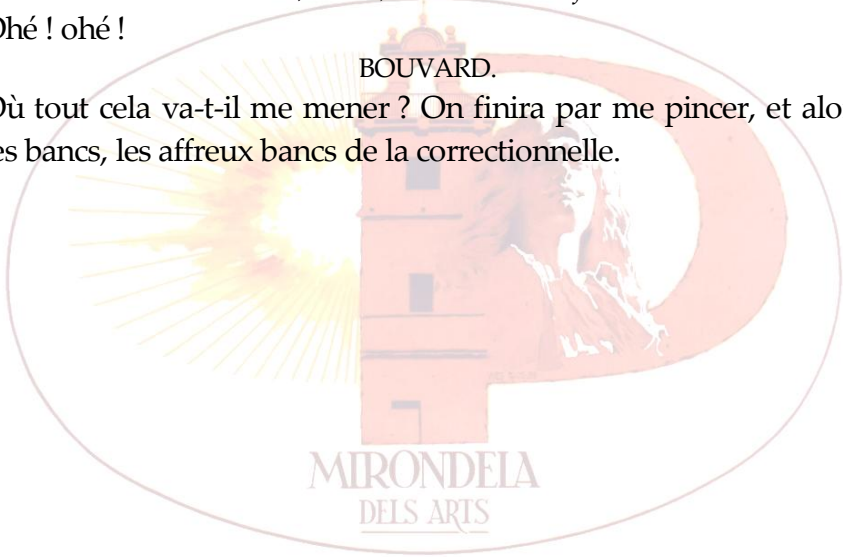 Ohé ! ohé !
BOUVARD.
Où tout cela va-t-il me mener ? On finira par me pincer, et alo
es bancs, les affreux bancs de la correctionnelle.
MIRONDELA
DELS ARTS